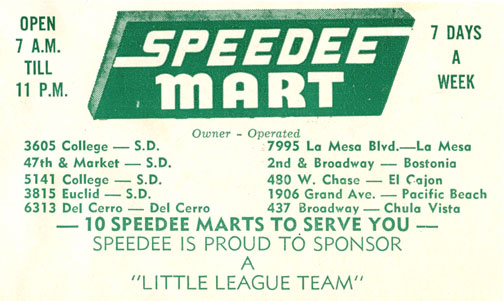 OPEN
7 A.M.
TILL
11 P.M.
SPEEDEE
MART
7 DAYS
A
WEEK
Owner - Operated
3605 College — S.D.
47th & Market — S.D.
5141 College — S.D.
3815 Euclid — S.D.
6313 Del Cerro — Del Cerro
7995 La Mesa Blvd.—La Mesa
2nd & Broadway — Bostonia
480 W. Chase — El Cajon
1906 Grand Ave. — Pacific Beach
437 Broadway — Chula Vista
— 10 SPEEDEE MARTS TO SERVE YOU —
SPEEDEE IS PROUD TO SPONSOR
A
"LITTLE LEAGUE TEAM"